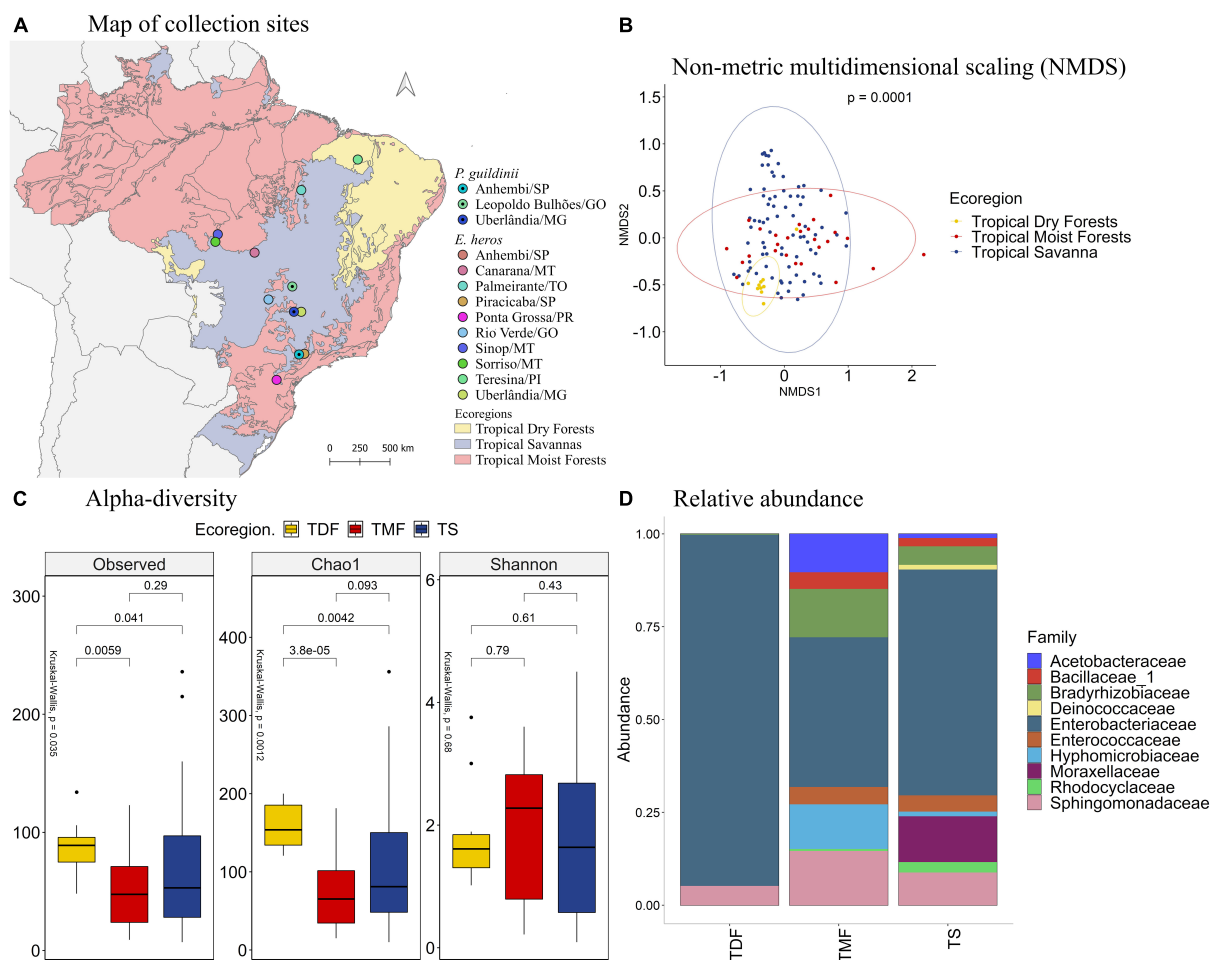 A
Map of collection sites
P. guildinii
Anhembi/SP
Leopoldo Bulhões/GO
Uberlândia/MG
E. heros
Anhembi/SP
Canarana/MT
Palmeirante/TO
Piracicaba/SP
Ponta Grossa/PR
Rio Verde/GO
Sinop/MT
Sorriso/MT
Teresina/PI
Uberlândia/MG
Ecoregions
Tropical Dry Forests
Tropical Savannas
Tropical Moist Forests
0 250 500 km
B
Non-metric multidimensional scaling (NMDS)
p = 0.0001
1.5
1.0
0.5
0.0
-0.5
-1.0
NMDS2
-1 0 1 2
NMDS1
Ecoregion
Tropical Dry Forests
Tropical Moist Forests
Tropical Savanna
C
Alpha-diversity
Ecoregion. TDF TMF TS
Observed
300
200
100
0
0.29
0.041
0.0059
Kruskal-Wallis, p = 0.035
Chao1
400
300
200
100
0
0.093
0.0042
3.8e-05
Kruskal-Wallis, p = 0.0012
Shannon
6
4
2
0
0.43
0.61
0.79
Kruskal-Wallis, p = 0.68
D
Relative abundance
1.00
0.75
0.50
0.25
0.00
Abundance
TDF
TMF
TS
Family
Acetobacteraceae
Bacillaceae_1
Bradyrhizobiaceae
Deinococcaceae
Enterobacteriaceae
Enterococcaceae
Hyphomicrobiaceae
Moraxellaceae
Rhodocyclaceae
Sphingomonadaceae